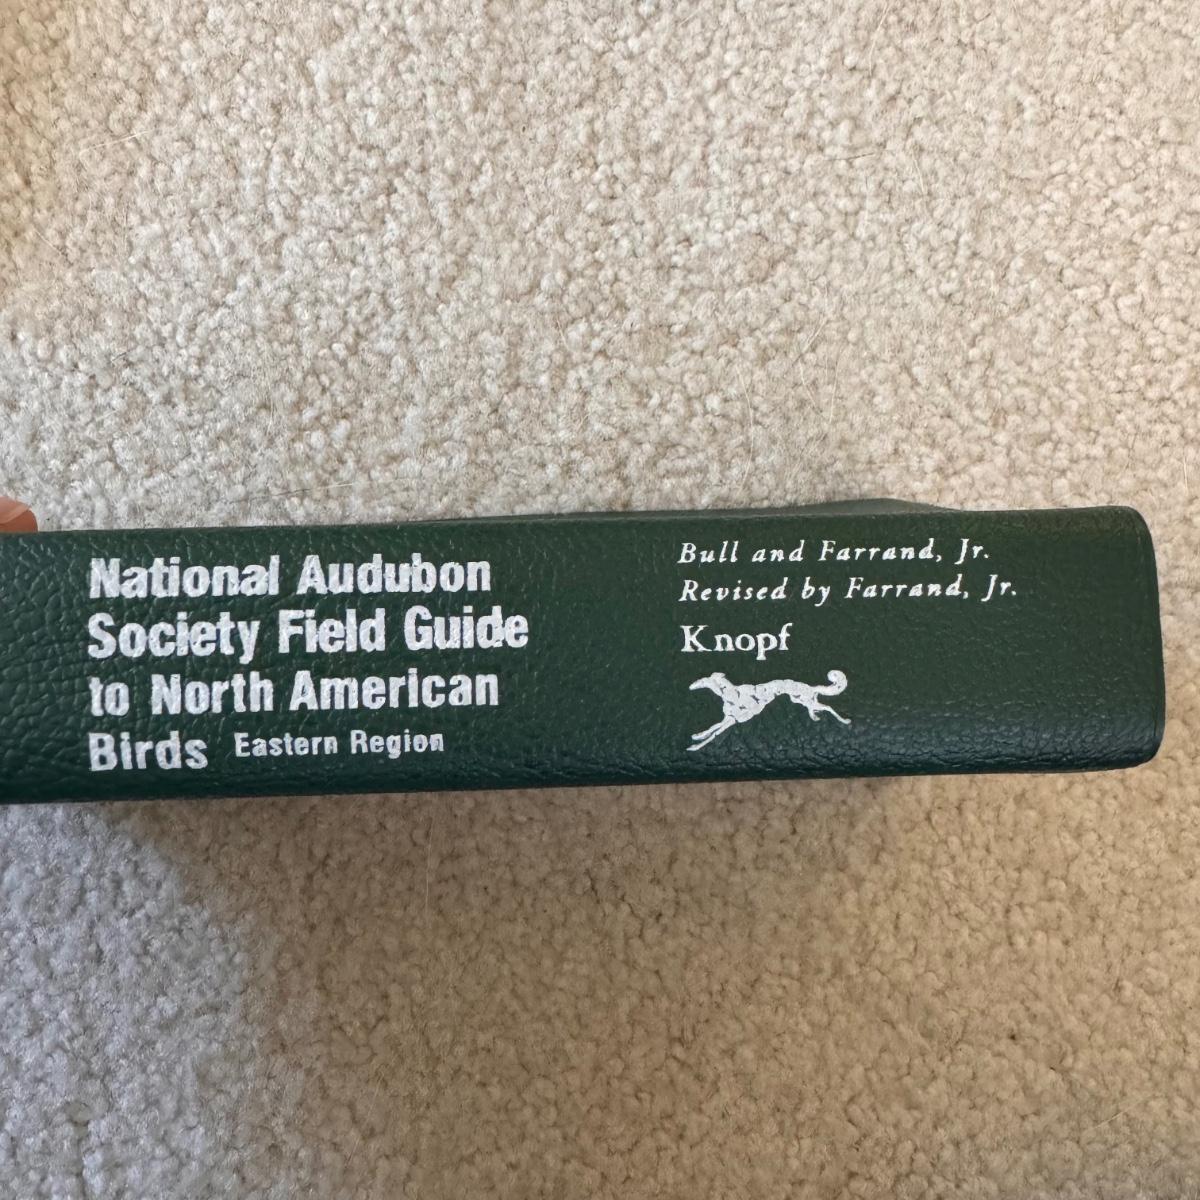 National Audubon
Society Field Guide
to North American
Birds Eastern Region
Bull and Farrand, Jr.
Revised by Farrand, Jr.
Knopf